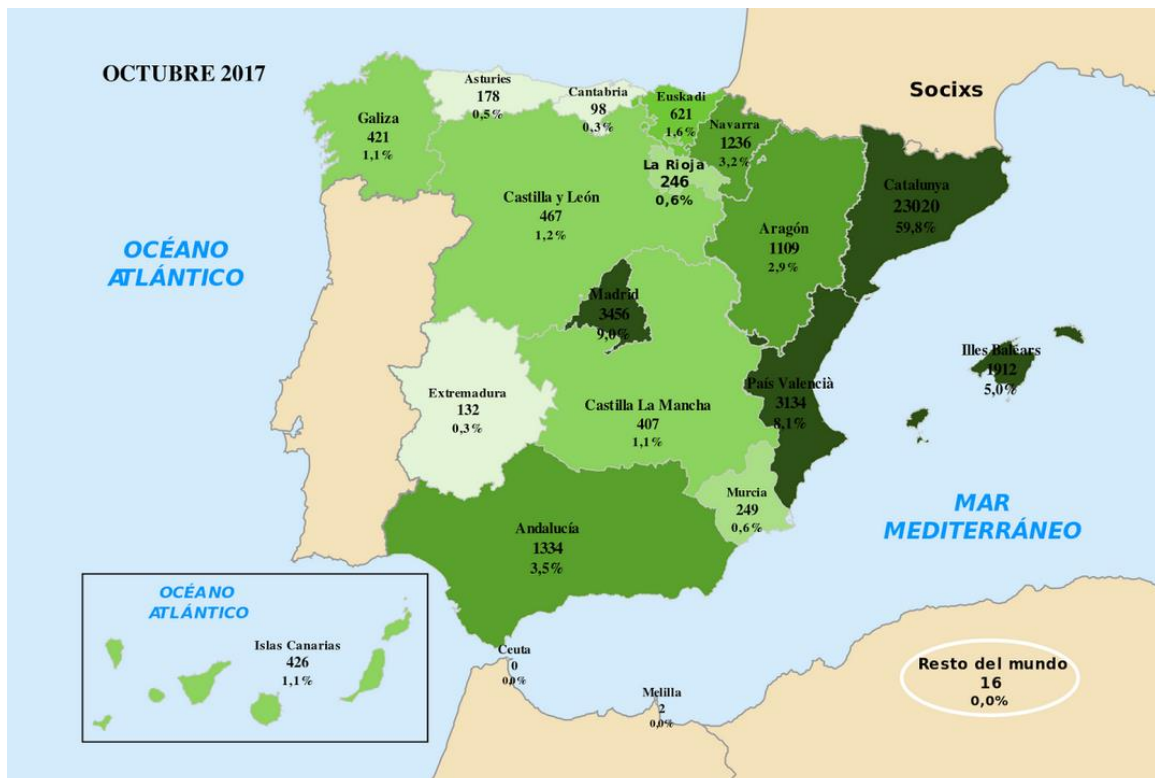 OCTUBRE 2017
Socixs
Asturies
178
0,5%
Cantabria
98
0,3%
Euskadi
621
1,6%
Galiza
421
1,1%
Navarra
1236
3,2%
La Rioja
246
0,6%
Catalunya
23020
59,8%
Castilla y León
467
1,2%
Aragón
1109
2,9%
OCÉANO
ATLÁNTICO
Madrid
3456
9,0%
Illes Baléars
1912
5,0%
País Valencià
3134
8,1%
Extremadura
132
0,3%
Castilla La Mancha
407
1,1%
Murcia
249
0,6%
MAR
MEDITERRÁNEO
Andalucía
1334
3,5%
OCÉANO
ATLÁNTICO
Islas Canarias
426
1,1%
Ceuta
0
0,0%
Melilla
2
0,0%
Resto del mundo
16
0,0%